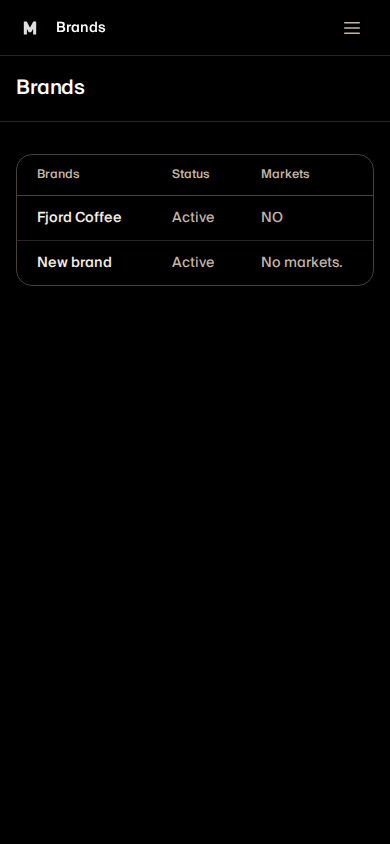 M Brands
Brands
Brands Status Markets
Fjord Coffee Active NO
New brand Active No markets.